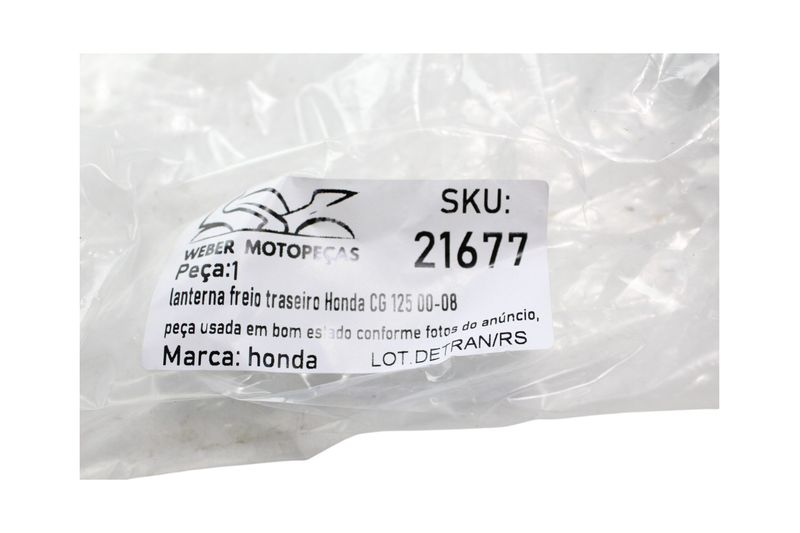 WEBER MOTOPEÇAS
SKU:
21677
Peça:1
lanterna freio traseiro Honda CG 125 00-08
peça usada em bom estado conforme fotos do anúncio,
Marca: honda
LOT.DETRAN/RS